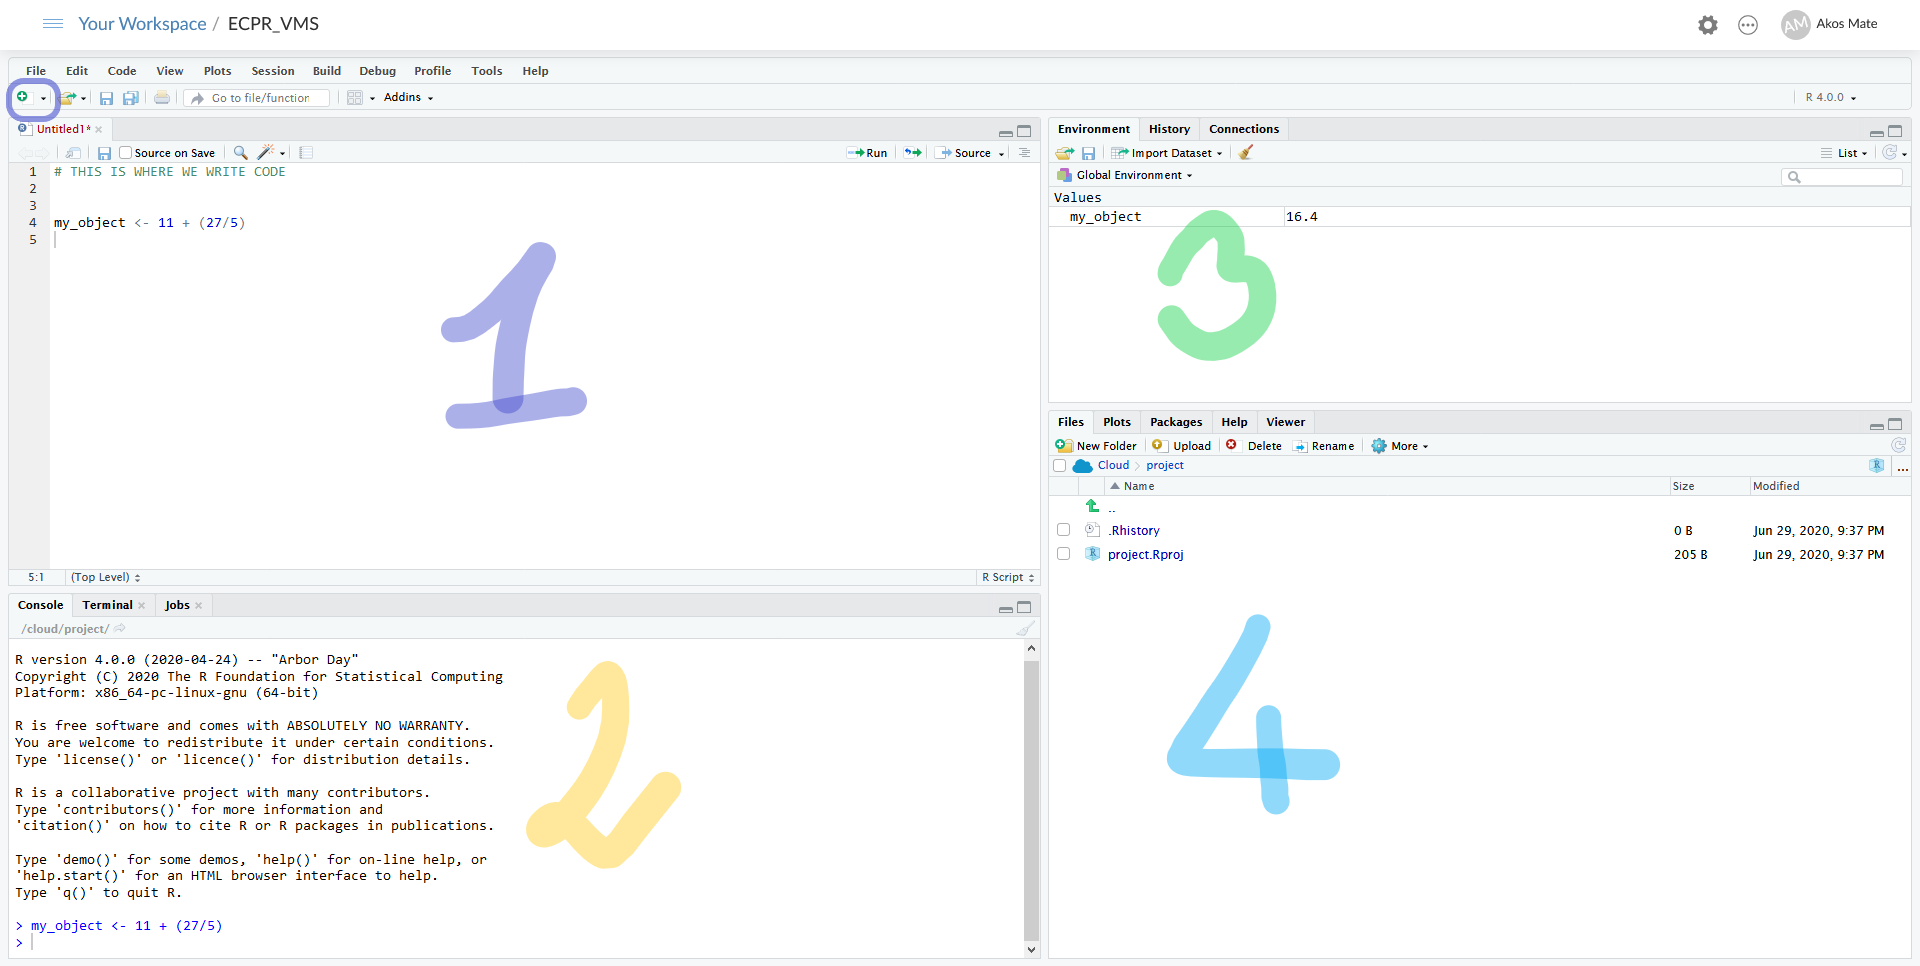 Your Workspace / ECPR_VMS
AM Akos Mate
File Edit Code View Plots Session Build Debug Profile Tools Help
Go to file/function Addins
R 4.0.0
Untitled1*
Source on Save Run Source
1 # THIS IS WHERE WE WRITE CODE
2
3
4 my_object <- 11 + (27/5)
5
1
5:1 (Top Level) R Script
Console Terminal Jobs
/cloud/project/
R version 4.0.0 (2020-04-24) -- "Arbor Day"
Copyright (C) 2020 The R Foundation for Statistical Computing
Platform: x86_64-pc-linux-gnu (64-bit)
R is free software and comes with ABSOLUTELY NO WARRANTY.
You are welcome to redistribute it under certain conditions.
Type 'license()' or 'licence()' for distribution details.
R is a collaborative project with many contributors.
Type 'contributors()' for more information and
'citation()' on how to cite R or R packages in publications.
Type 'demo()' for some demos, 'help()' for on-line help, or
'help.start()' for an HTML browser interface to help.
Type 'q()' to quit R.
> my_object <- 11 + (27/5)
>
2
Environment History Connections
Import Dataset List
Global Environment
Values
my_object 16.4
3
Files Plots Packages Help Viewer
New Folder Upload Delete Rename More
Cloud project ...
Name Size Modified
..
.Rhistory 0 B Jun 29, 2020, 9:37 PM
project.Rproj 205 B Jun 29, 2020, 9:37 PM
4